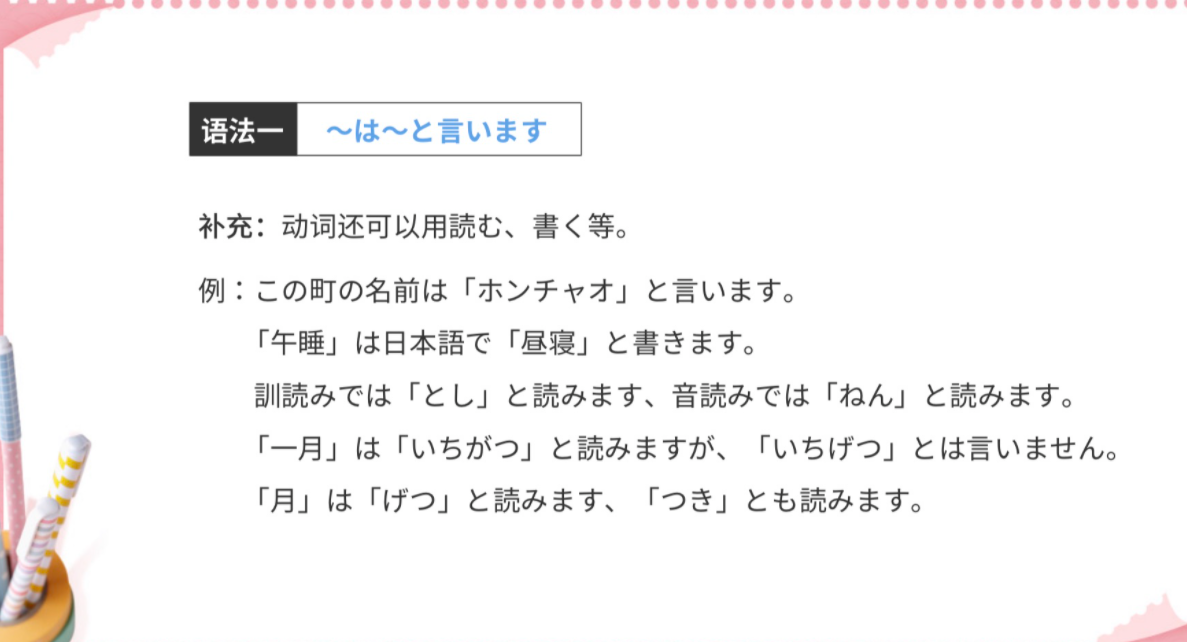 语法一 ～は～と言います
补充：动词还可以用読む、書く等。
例：この町の名前は「ホンチャオ」と言います。
「午睡」は日本語で「昼寝」と書きます。
訓読みでは「とし」と読みます、音読みでは「ねん」と読みます。
「一月」は「いちがつ」と読みますが、「いちげつ」とは言いません。
「月」は「げつ」と読みます、「つき」とも読みます。